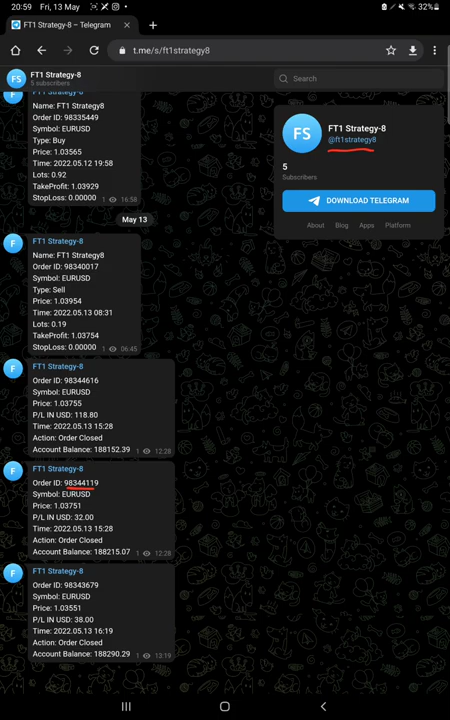 20:59 Fri, 13 May 32%
FT1 Strategy-8 – Telegram
t.me/s/ft1strategy8
FS
FT1 Strategy-8
5 subscribers
Search
FT1 Strategy-8
Name: FT1 Strategy8
Order ID: 98335449
Symbol: EURUSD
Type: Buy
Price: 1.03565
Time: 2022.05.12 19:58
Lots: 0.92
TakeProfit: 1.03929
StopLoss: 0.00000 1 16:58
FS
FT1 Strategy-8
@ft1strategy8
5
Subscribers
DOWNLOAD TELEGRAM
About Blog Apps Platform
May 13
F
FT1 Strategy-8
Name: FT1 Strategy8
Order ID: 98340017
Symbol: EURUSD
Type: Sell
Price: 1.03954
Time: 2022.05.13 08:31
Lots: 0.19
TakeProfit: 1.03754
StopLoss: 0.00000 1 06:45
F
FT1 Strategy-8
Order ID: 98344616
Symbol: EURUSD
Price: 1.03755
P/L IN USD: 118.80
Time: 2022.05.13 15:28
Action: Order Closed
Account Balance: 188152.39 1 12:28
F
FT1 Strategy-8
Order ID: 98344119
Symbol: EURUSD
Price: 1.03751
P/L IN USD: 32.00
Time: 2022.05.13 15:28
Action: Order Closed
Account Balance: 188215.07 1 12:28
F
FT1 Strategy-8
Order ID: 98343679
Symbol: EURUSD
Price: 1.03551
P/L IN USD: 38.00
Time: 2022.05.13 16:19
Action: Order Closed
Account Balance: 188290.29 1 13:19